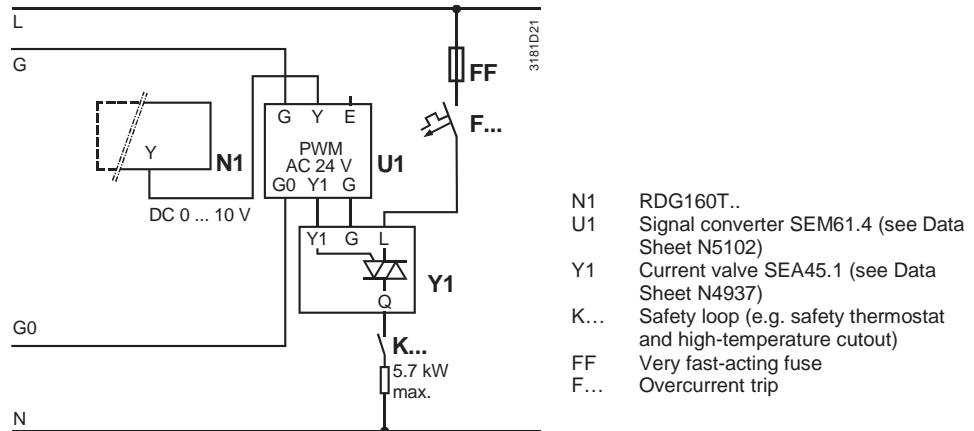 L
3181D21
G
FF
G Y E
F...
Y
N1
PWM
AC 24 V
U1
G0 Y1 G
DC 0 ... 10 V
Y1 G L
Y1
Q
G0
K...
5.7 kW
max.
N
N1 RDG160T..
U1 Signal converter SEM61.4 (see Data
Sheet N5102)
Y1 Current valve SEA45.1 (see Data
Sheet N4937)
K... Safety loop (e.g. safety thermostat
and high-temperature cutout)
FF Very fast-acting fuse
F... Overcurrent trip